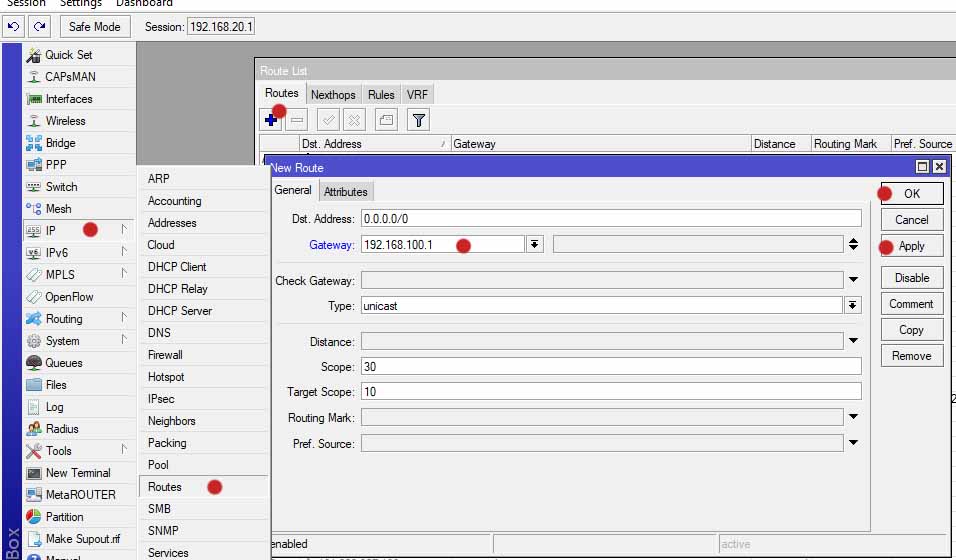 Session Settings Dashboard
Safe Mode Session: 192.168.20.1
Quick Set
CAPsMAN
Interfaces
Wireless
Bridge
PPP
Switch
Mesh
IP
IPv6
MPLS
OpenFlow
Routing
System
Queues
Files
Log
Radius
Tools
New Terminal
MetaROUTER
Partition
Make Supout.rif
Manual
Box
ARP
Accounting
Addresses
Cloud
DHCP Client
DHCP Relay
DHCP Server
DNS
Firewall
Hotspot
IPsec
Neighbors
Packing
Pool
Routes
SMB
SNMP
Services
Route List
Routes Nexthops Rules VRF
Dst. Address / Gateway Distance Routing Mark Pref. Source
New Route
General Attributes
Dst. Address: 0.0.0.0/0
Gateway: 192.168.100.1
Check Gateway:
Type: unicast
Distance:
Scope: 30
Target Scope: 10
Routing Mark:
Pref. Source:
OK
Cancel
Apply
Disable
Comment
Copy
Remove
enabled active